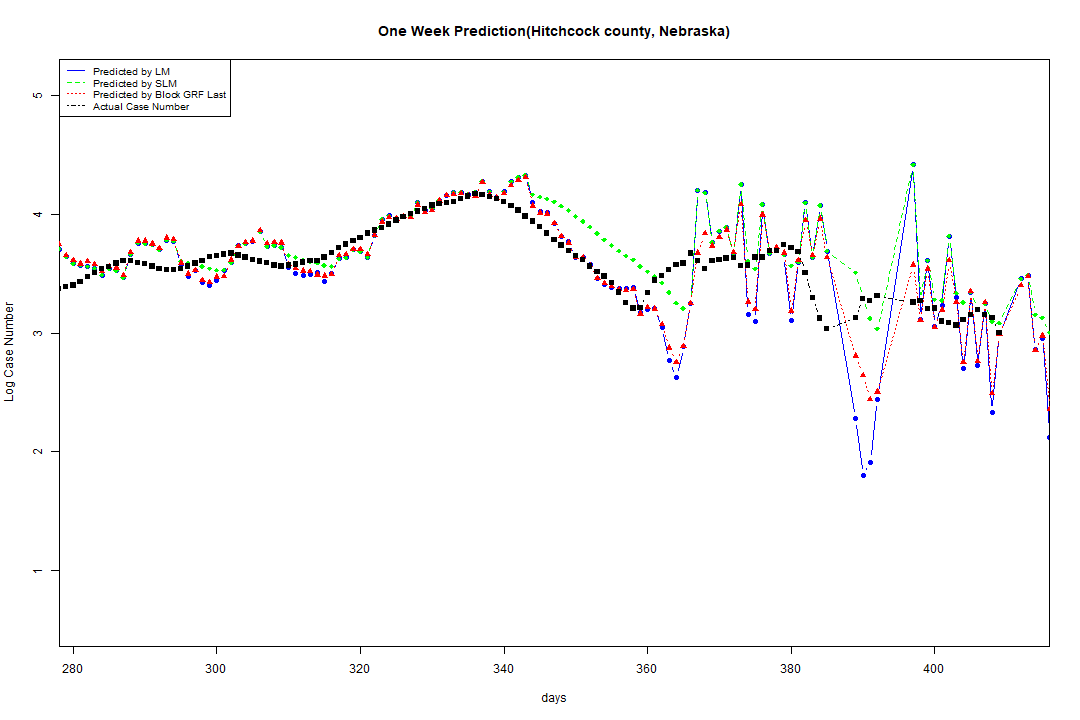 One Week Prediction(Hitchcock county, Nebraska)
Predicted by LM
Predicted by SLM
Predicted by Block GRF Last
Actual Case Number
5
4
3
2
1
Log Case Number
280 300 320 340 360 380 400
days